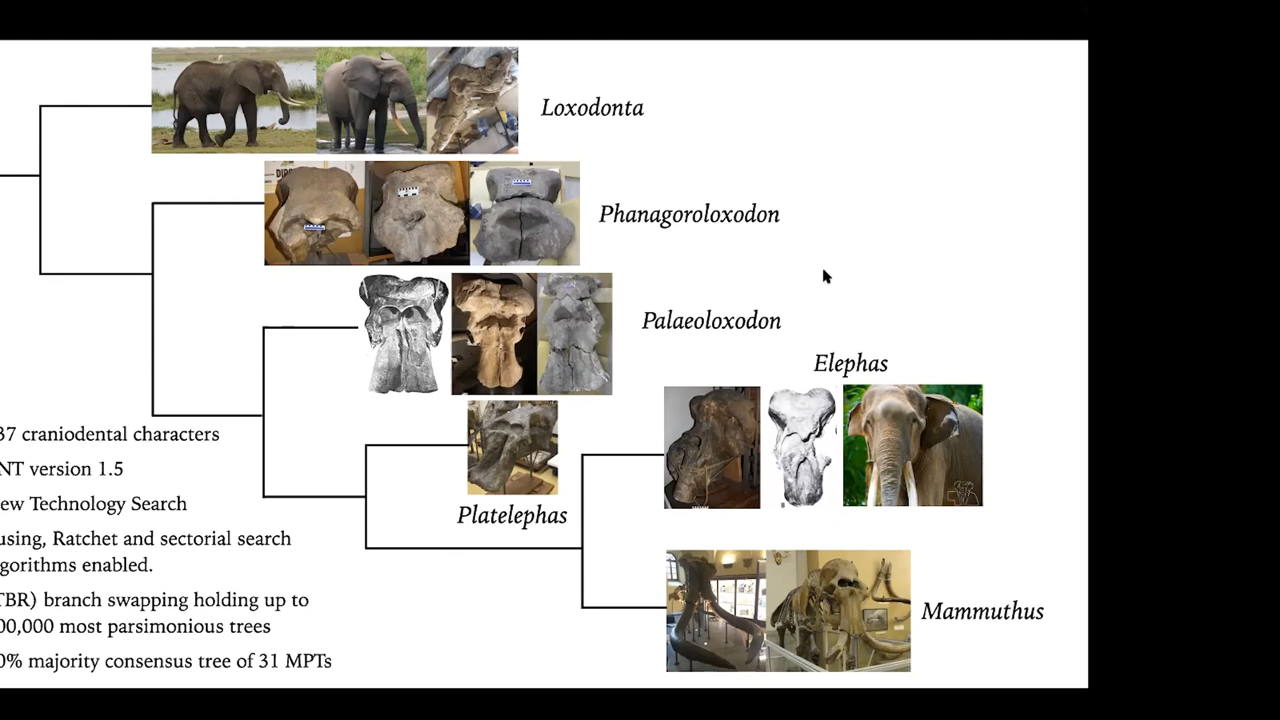 Loxodonta
Phanagoroloxodon
Palaeoloxodon
Elephas
Platelephas
Mammuthus
37 craniodental characters
NT version 1.5
ew Technology Search
using, Ratchet and sectorial search
gorithms enabled.
TBR) branch swapping holding up to
00,000 most parsimonious trees
0% majority consensus tree of 31 MPTs